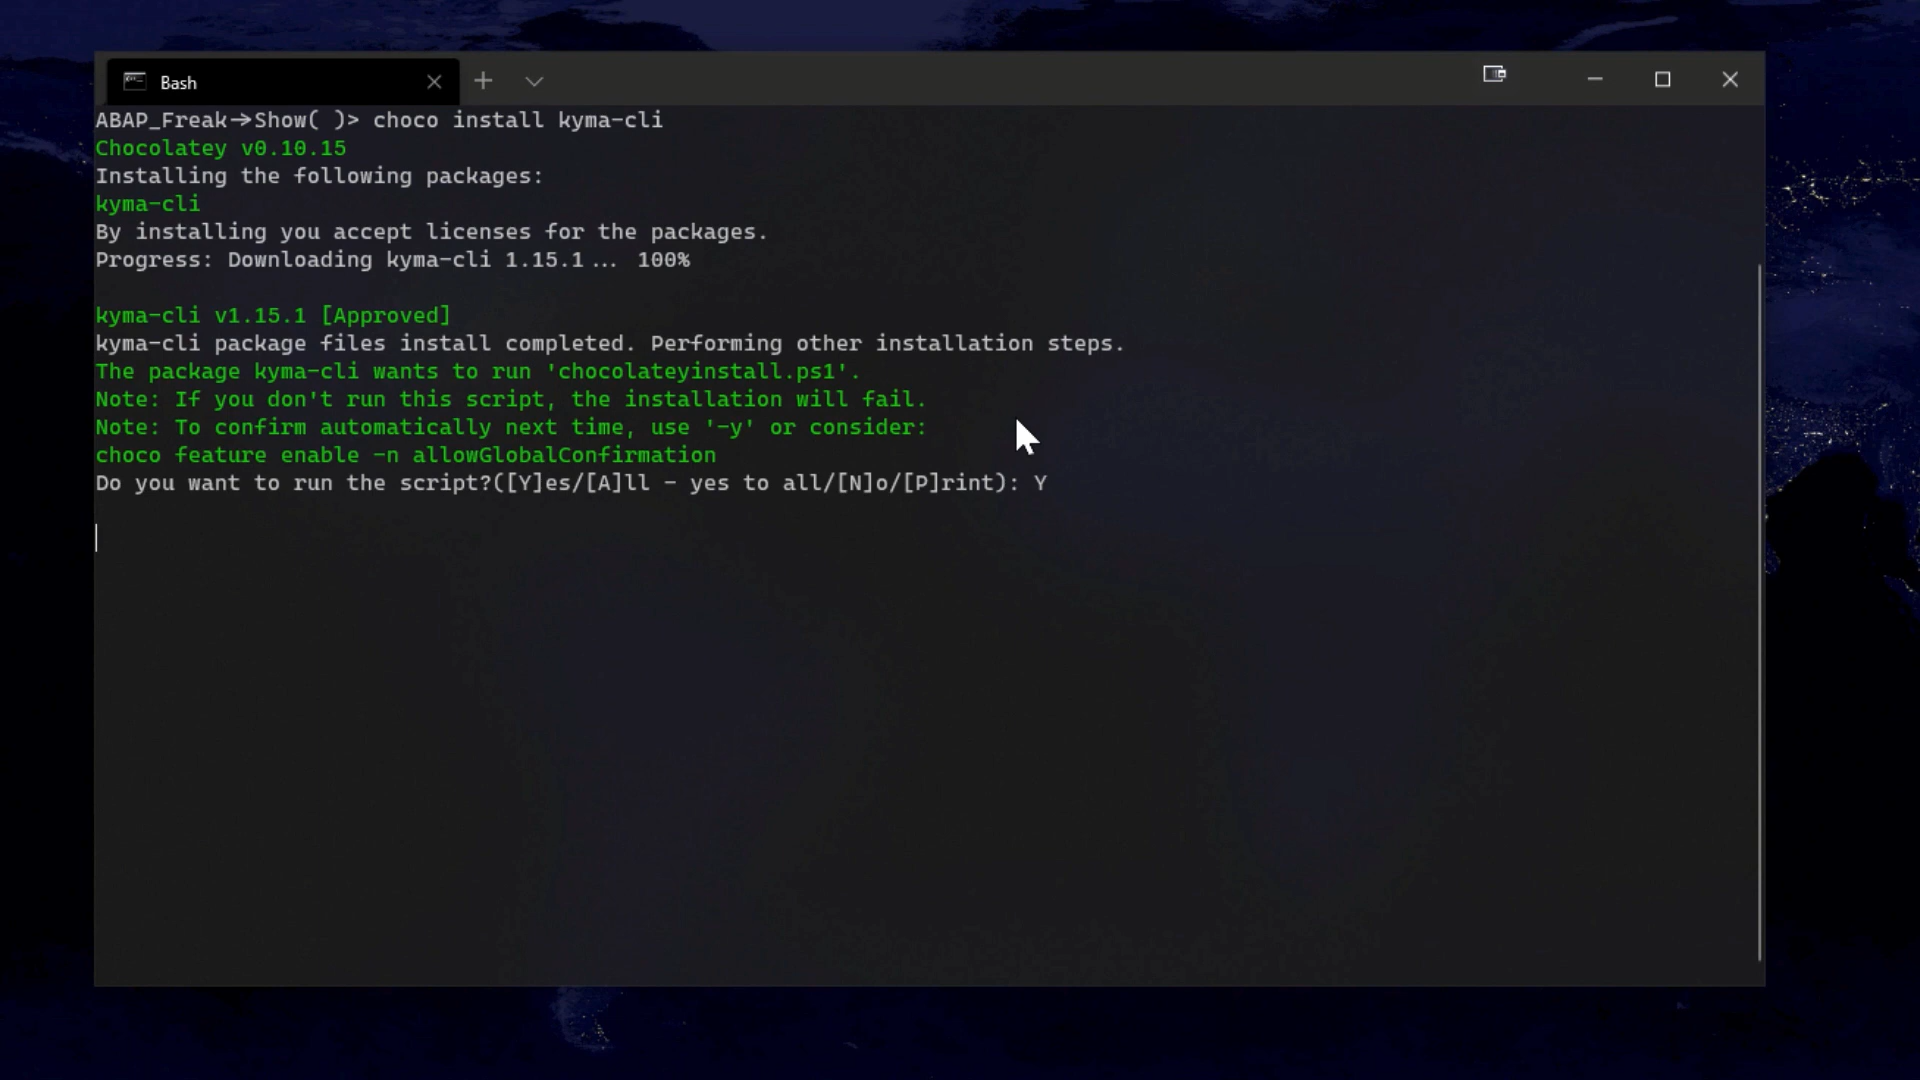 Bash
ABAP_Freak→Show( )> choco install kyma-cli
Chocolatey v0.10.15
Installing the following packages:
kyma-cli
By installing you accept licenses for the packages.
Progress: Downloading kyma-cli 1.15.1... 100%
kyma-cli v1.15.1 [Approved]
kyma-cli package files install completed. Performing other installation steps.
The package kyma-cli wants to run 'chocolateyinstall.ps1'.
Note: If you don't run this script, the installation will fail.
Note: To confirm automatically next time, use '-y' or consider:
choco feature enable -n allowGlobalConfirmation
Do you want to run the script?([Y]es/[A]ll - yes to all/[N]o/[P]rint): Y